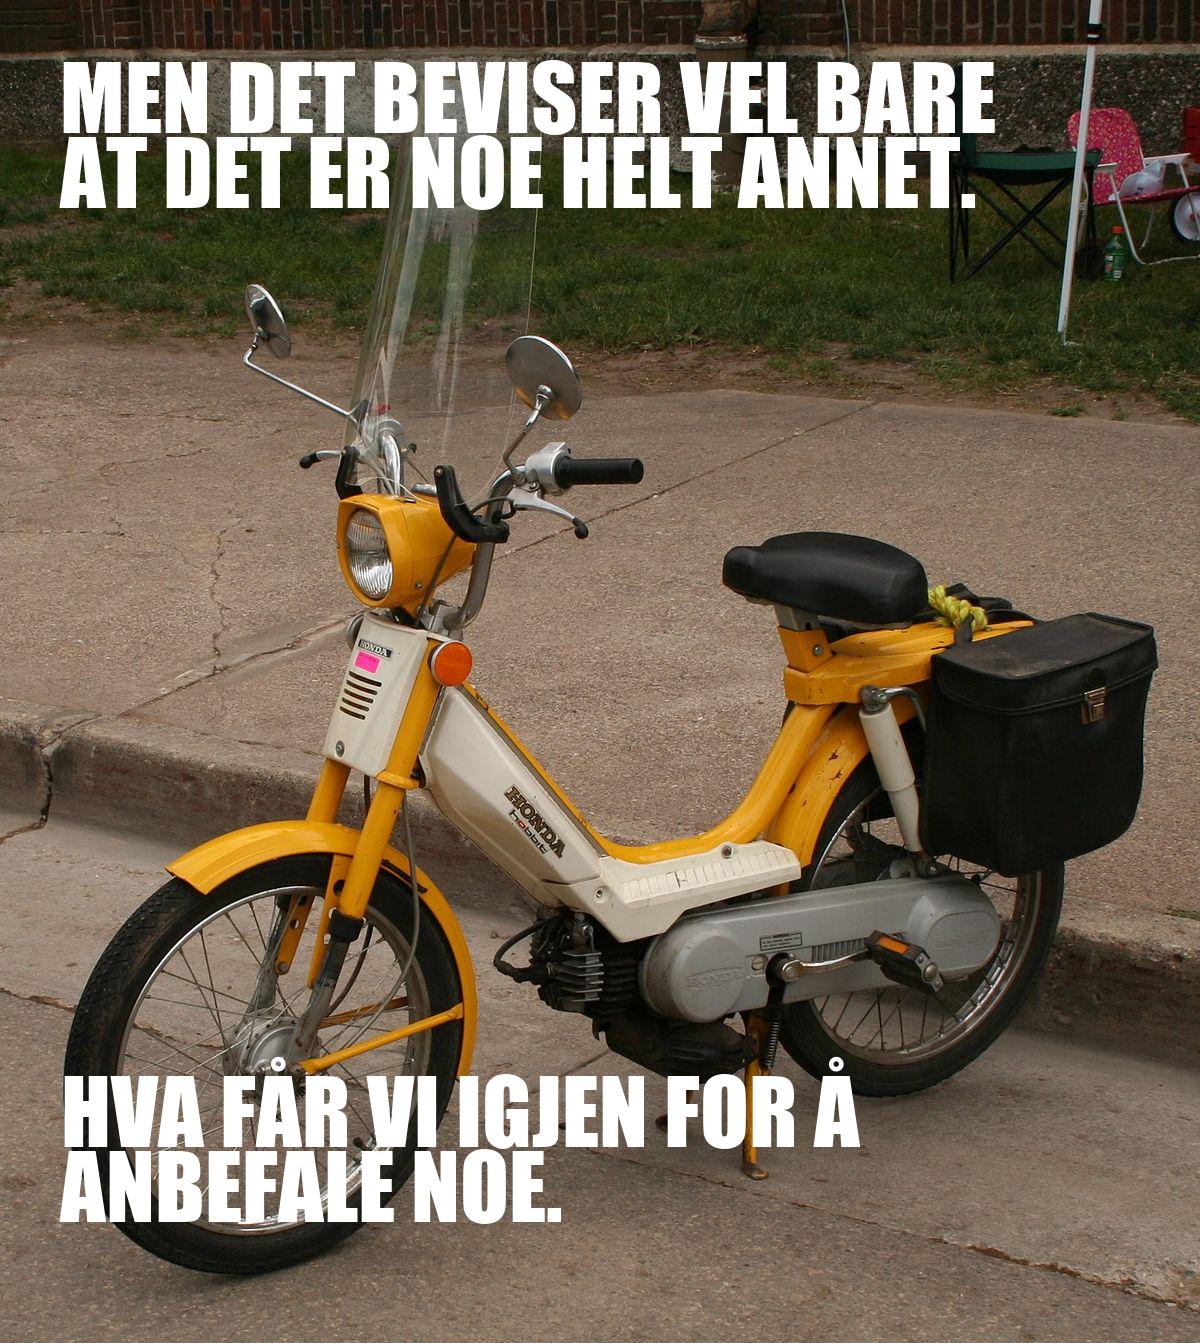 MEN DET BEVISER VEL BARE
AT DET ER NOE HELT ANNET.
HONDA
HONDA
hobbit
HONDA
HVA FÅR VI IGJEN FOR Å
ANBEFALE NOE.